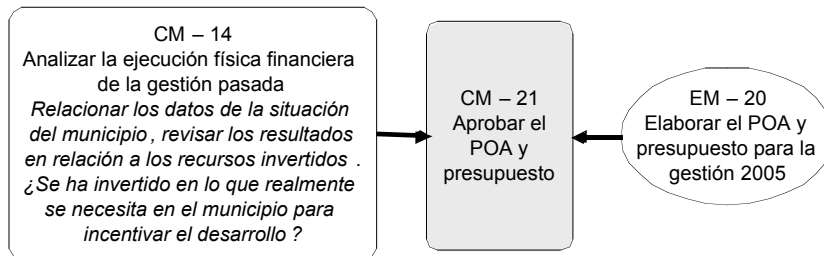 CM – 14
Analizar la ejecución física financiera
de la gestión pasada
Relacionar los datos de la situación
del municipio , revisar los resultados
en relación a los recursos invertidos .
¿Se ha invertido en lo que realmente
se necesita en el municipio para
incentivar el desarrollo ?
CM – 21
Aprobar el
POA y
presupuesto
EM – 20
Elaborar el POA y
presupuesto para la
gestión 2005